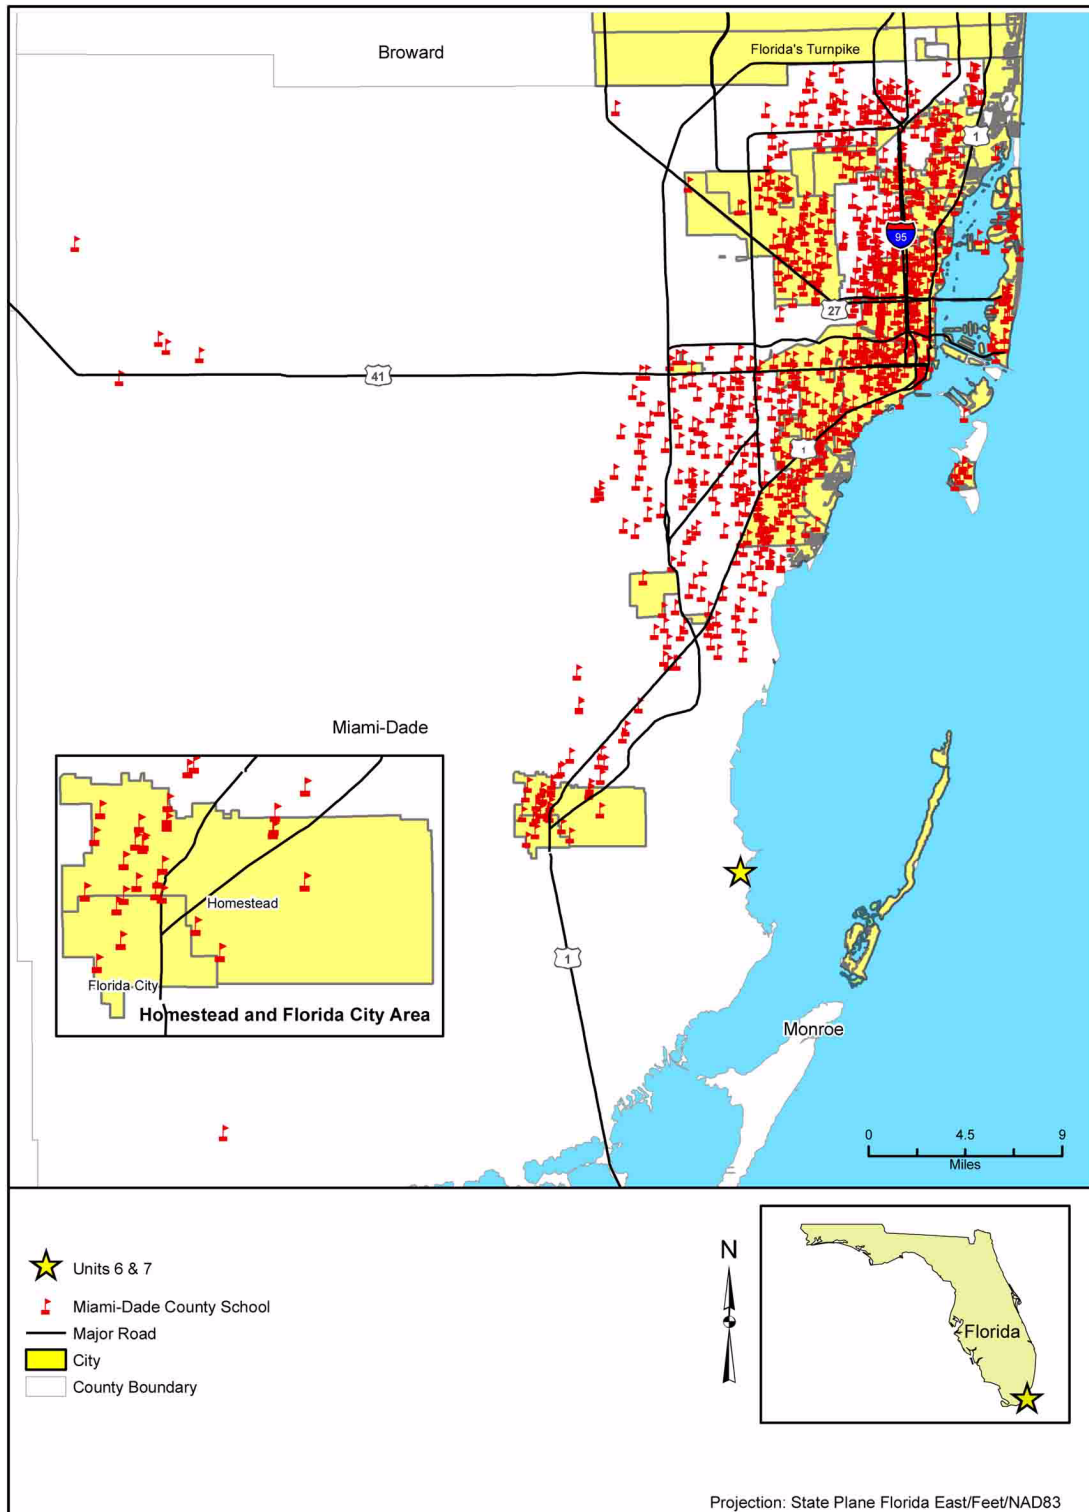 Broward
Florida's Turnpike
1
95
27
41
1
Miami-Dade
Homestead
Florida City
Homestead and Florida City Area
1
Monroe
0 4.5 9
Miles
Units 6 & 7
Miami-Dade County School
Major Road
City
County Boundary
N
Florida
Projection: State Plane Florida East/Feet/NAD83